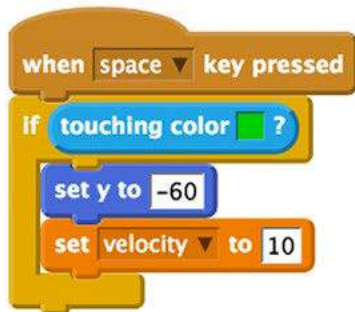 when space key pressed
if touching color ?
set y to -60
set velocity to 10